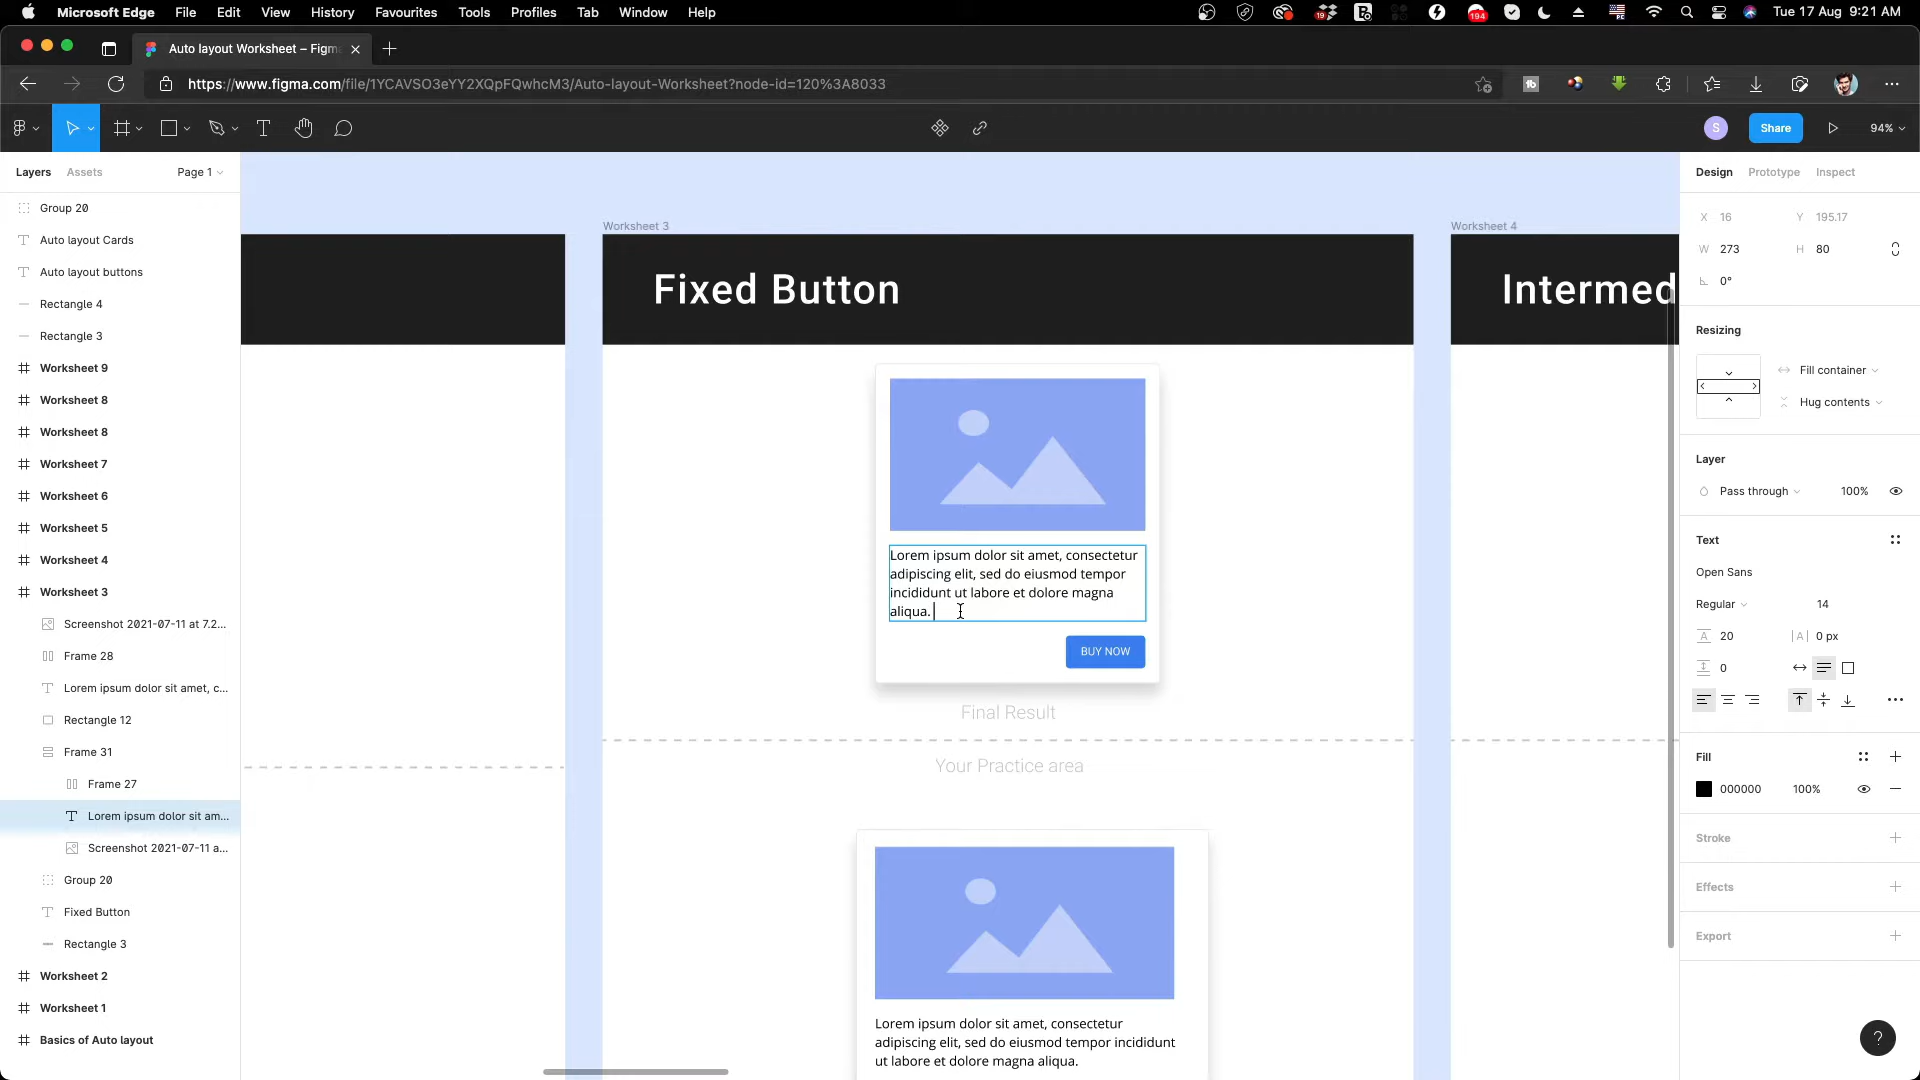 Microsoft Edge File Edit View History Favourites Tools Profiles Tab Window Help 19 194 Tue 17 Aug 9:21 AM
Auto layout Worksheet – Figm
https://www.figma.com/file/1YCAVSO3eYY2XQpFQwhcM3/Auto-layout-Worksheet?node-id=120%3A8033
S Share 94%
Layers Assets Page 1
Group 20
Auto layout Cards
Auto layout buttons
Rectangle 4
Rectangle 3
Worksheet 9
Worksheet 8
Worksheet 8
Worksheet 7
Worksheet 6
Worksheet 5
Worksheet 4
Worksheet 3
Screenshot 2021-07-11 at 7.2...
Frame 28
Lorem ipsum dolor sit amet, c...
Rectangle 12
Frame 31
Frame 27
Lorem ipsum dolor sit am...
Screenshot 2021-07-11 a...
Group 20
Fixed Button
Rectangle 3
Worksheet 2
Worksheet 1
Basics of Auto layout
Worksheet 3
Fixed Button
Lorem ipsum dolor sit amet, consectetur
adipiscing elit, sed do eiusmod tempor
incididunt ut labore et dolore magna
aliqua.
BUY NOW
Final Result
Your Practice area
Lorem ipsum dolor sit amet, consectetur
adipiscing elit, sed do eiusmod tempor incididunt
ut labore et dolore magna aliqua.
Worksheet 4
Intermed
Design Prototype Inspect
X 16 Y 195.17
W 273 H 80
0°
Resizing
Fill container
Hug contents
Layer
Pass through 100%
Text
Open Sans
Regular 14
A 20 |A| 0 px
0
Fill
000000 100%
Stroke
Effects
Export
?